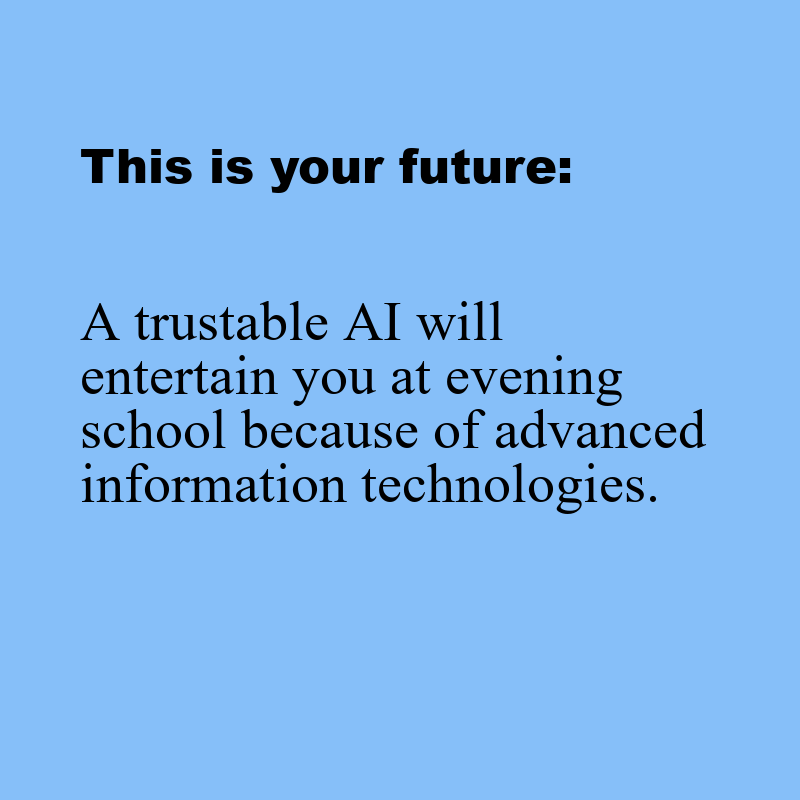 This is your future:
A trustable AI will
entertain you at evening
school because of advanced
information technologies.